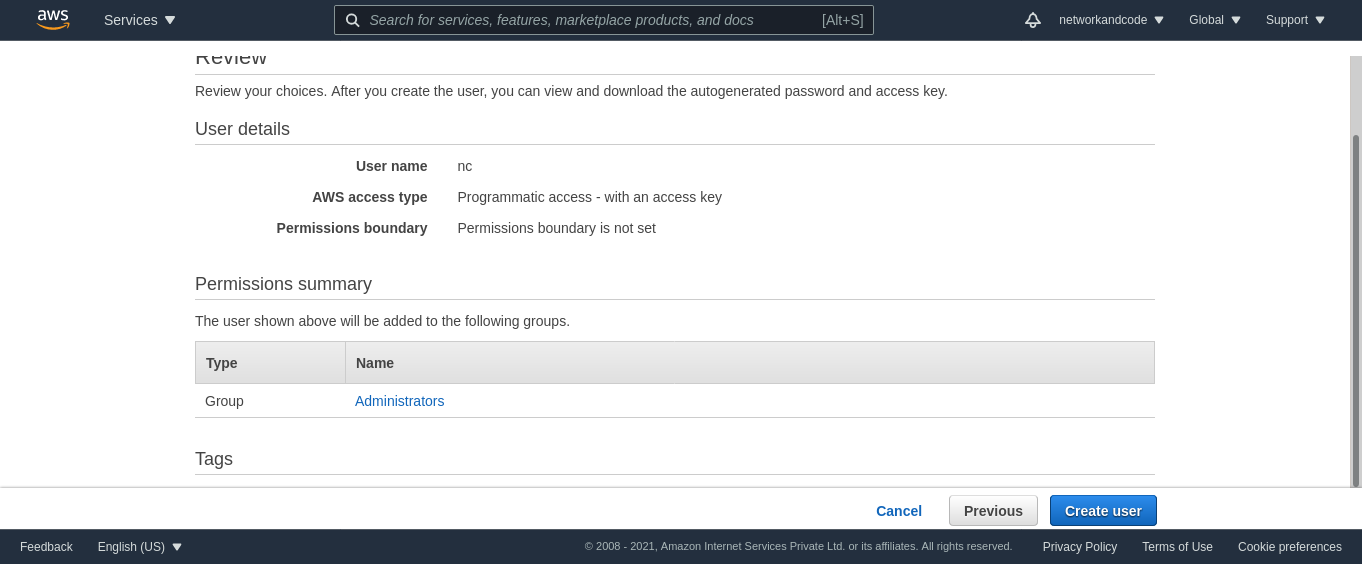 aws Services Search for services, features, marketplace products, and docs [Alt+S] networkandcode Global Support
Review
Review your choices. After you create the user, you can view and download the autogenerated password and access key.
User details
User name nc
AWS access type Programmatic access - with an access key
Permissions boundary Permissions boundary is not set
Permissions summary
The user shown above will be added to the following groups.
Type Name
Group Administrators
Tags
Cancel Previous Create user
Feedback English (US) © 2008 - 2021, Amazon Internet Services Private Ltd. or its affiliates. All rights reserved. Privacy Policy Terms of Use Cookie preferences